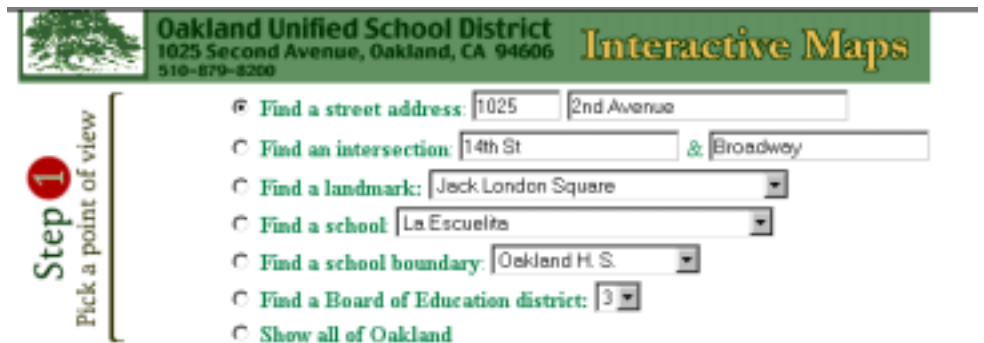 Oakland Unified School District
1025 Second Avenue, Oakland, CA 94606
510-879-8200
Interactive Maps
Step 1
Pick a point of view
Find a street address: 1025 2nd Avenue
Find an intersection: 14th St & Broadway
Find a landmark: Jack London Square
Find a school: La Escuelita
Find a school boundary: Oakland H. S.
Find a Board of Education district: 3
Show all of Oakland